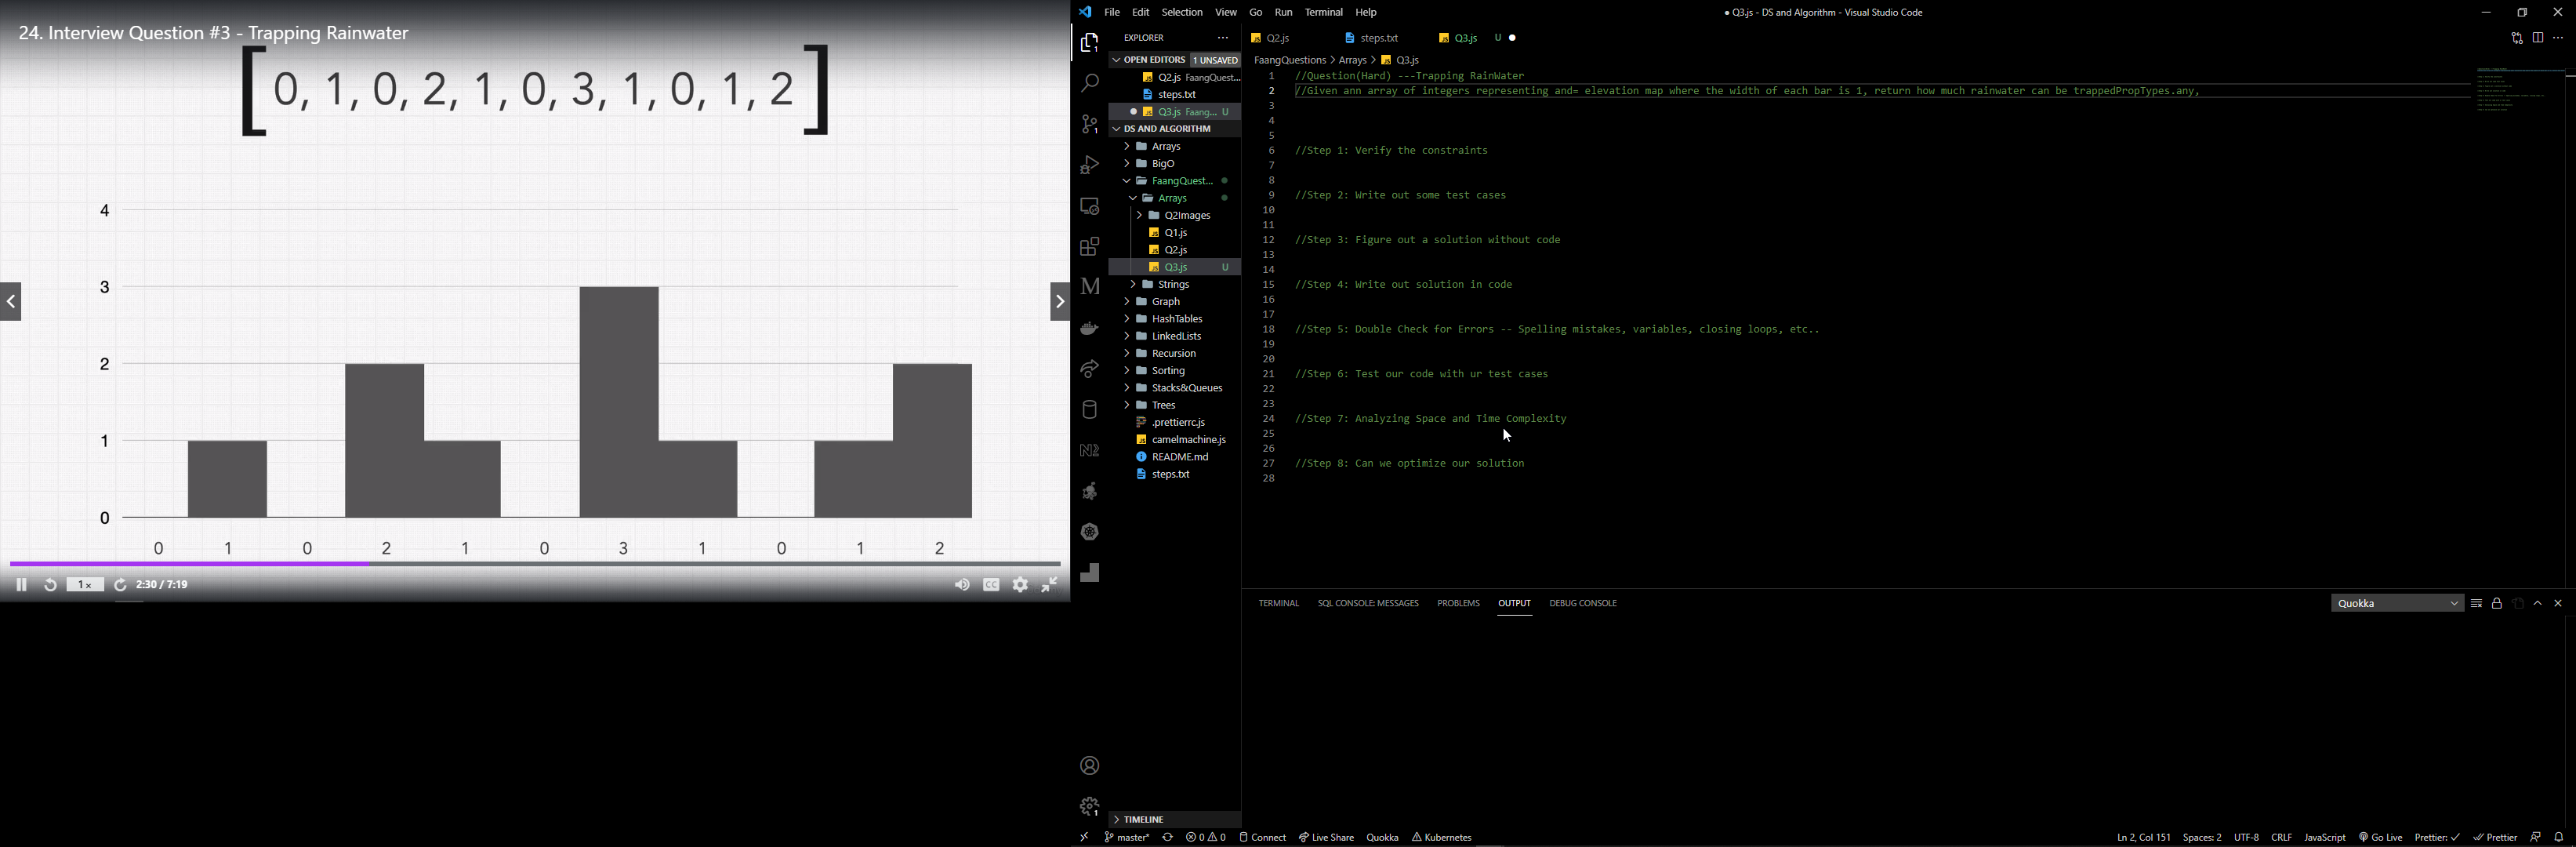 24. Interview Question #3 - Trapping Rainwater
[0, 1, 0, 2, 1, 0, 3, 1, 0, 1, 2]
4
3
2
1
0
0 1 0 2 1 0 3 1 0 1 2
1x
2:30 / 7:19
CC
File Edit Selection View Go Run Terminal Help
● Q3.js - DS and Algorithm - Visual Studio Code
EXPLORER
OPEN EDITORS 1 UNSAVED
JS Q2.js FaangQuest...
steps.txt
● JS Q3.js Faang... U
DS AND ALGORITHM
Arrays
BigO
FaangQuest...
Arrays
Q2Images
JS Q1.js
JS Q2.js
JS Q3.js U
Strings
Graph
HashTables
LinkedLists
Recursion
Sorting
Stacks&Queues
Trees
.prettierrc.js
JS camelmachine.js
README.md
steps.txt
TIMELINE
JS Q2.js steps.txt JS Q3.js U ●
FaangQuestions > Arrays > JS Q3.js
1 //Question(Hard) ---Trapping RainWater
2 //Given ann array of integers representing and= elevation map where the width of each bar is 1, return how much rainwater can be trappedPropTypes.any,
3
4
5
6 //Step 1: Verify the constraints
7
8
9 //Step 2: Write out some test cases
10
11
12 //Step 3: Figure out a solution without code
13
14
15 //Step 4: Write out solution in code
16
17
18 //Step 5: Double Check for Errors -- Spelling mistakes, variables, closing loops, etc..
19
20
21 //Step 6: Test our code with ur test cases
22
23
24 //Step 7: Analyzing Space and Time Complexity
25
26
27 //Step 8: Can we optimize our solution
28
TERMINAL SQL CONSOLE: MESSAGES PROBLEMS OUTPUT DEBUG CONSOLE
Quokka
master* 0 0 Connect Live Share Quokka Kubernetes
Ln 2, Col 151 Spaces: 2 UTF-8 CRLF JavaScript Go Live Prettier: ✓ Prettier